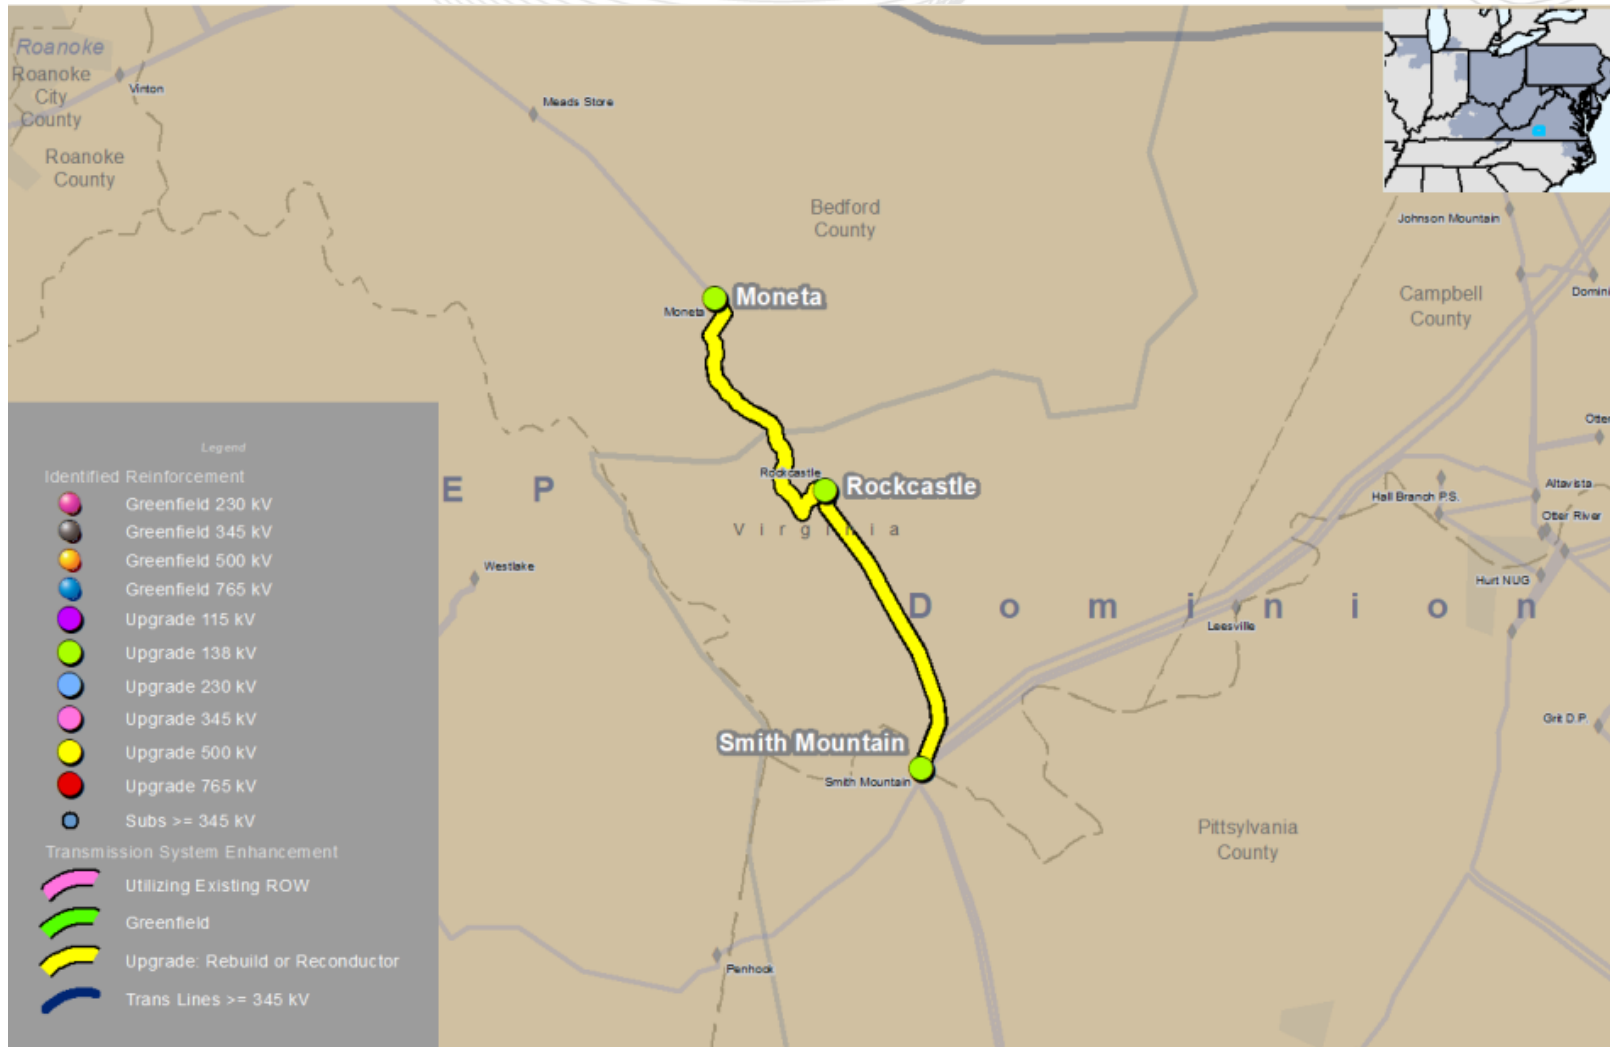 Roanoke
Roanoke
City
County
Roanoke
County
Vinton
Meads Store
Bedford
County
Johnson Mountain
Campbell
County
Moneta
Moneta
Rockcastle
Rockcastle
Virginia
E P
Dominion
Westlake
Leesville
Hall Branch P.S.
Altavista
Otter River
Hurt NUG
Grit D.P.
Smith Mountain
Smith Mountain
Pittsylvania
County
Penhook
Legend
Identified Reinforcement
Greenfield 230 kV
Greenfield 345 kV
Greenfield 500 kV
Greenfield 765 kV
Upgrade 115 kV
Upgrade 138 kV
Upgrade 230 kV
Upgrade 345 kV
Upgrade 500 kV
Upgrade 765 kV
Subs >= 345 kV
Transmission System Enhancement
Utilizing Existing ROW
Greenfield
Upgrade: Rebuild or Reconductor
Trans Lines >= 345 kV